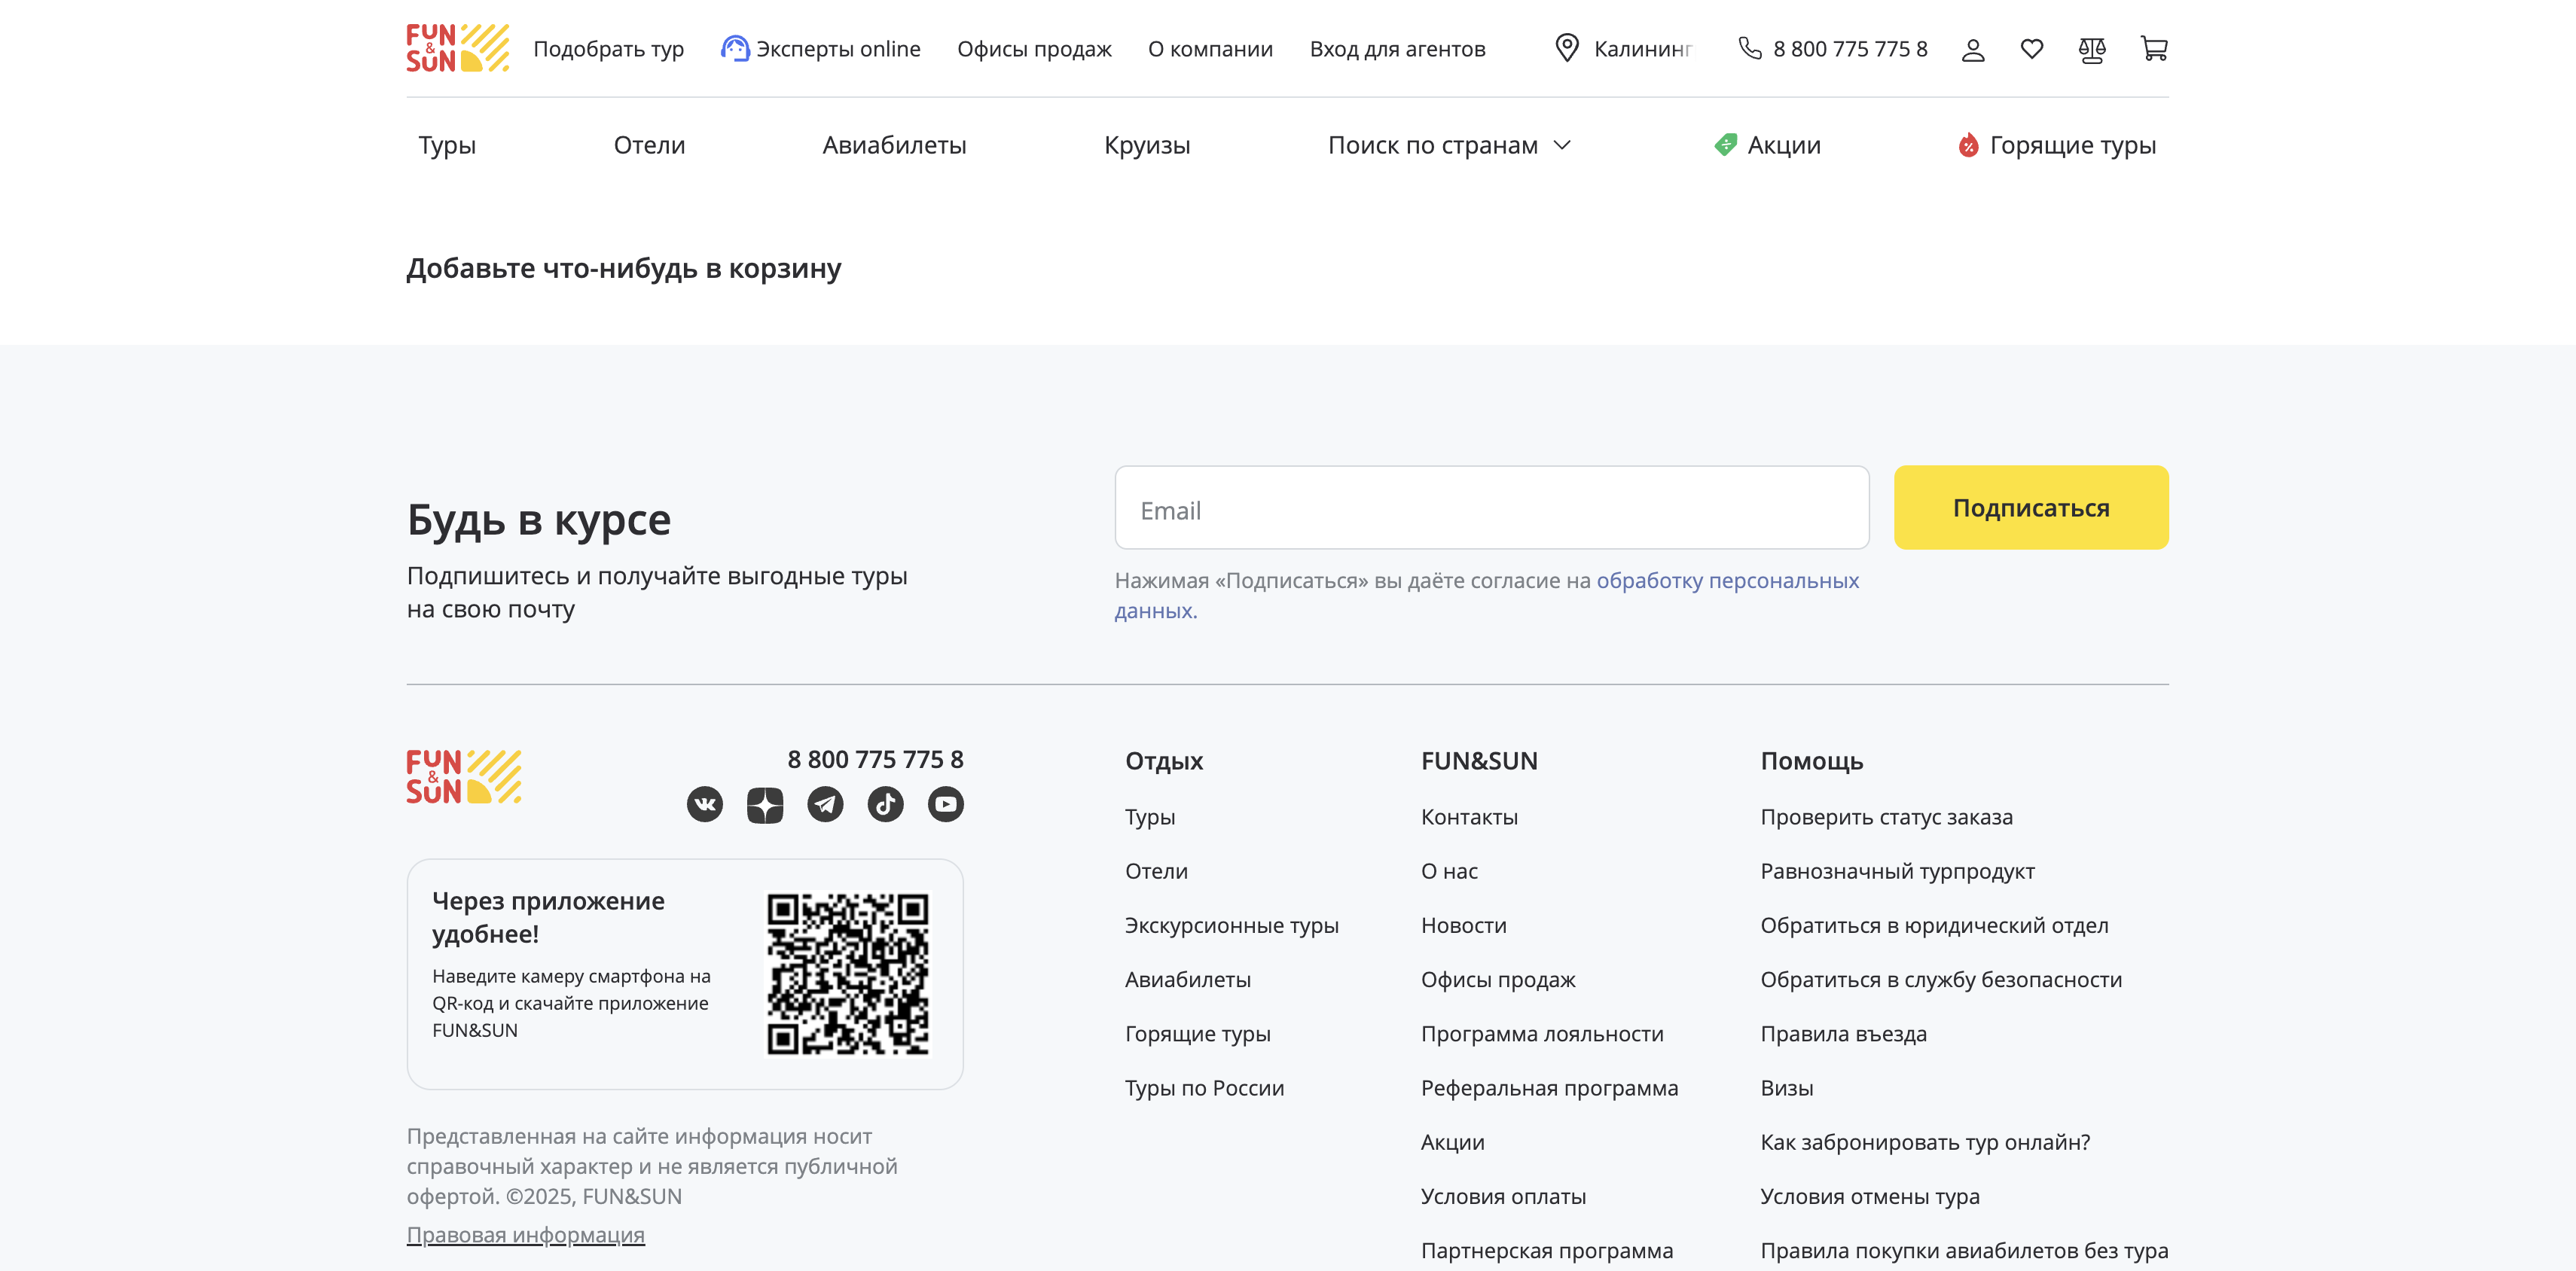 FUN
&
SUN
Подобрать тур
Эксперты online
Офисы продаж
О компании
Вход для агентов
Калининг
8 800 775 775 8
Туры
Отели
Авиабилеты
Круизы
Поиск по странам
Акции
Горящие туры
Добавьте что-нибудь в корзину
Будь в курсе
Подпишитесь и получайте выгодные туры
на свою почту
Email
Подписаться
Нажимая «Подписаться» вы даёте согласие на обработку персональных
данных.
FUN
&
SUN
8 800 775 775 8
Через приложение
удобнее!
Наведите камеру смартфона на
QR-код и скачайте приложение
FUN&SUN
Представленная на сайте информация носит
справочный характер и не является публичной
офертой. ©2025, FUN&SUN
Правовая информация
Отдых
Туры
Отели
Экскурсионные туры
Авиабилеты
Горящие туры
Туры по России
FUN&SUN
Контакты
О нас
Новости
Офисы продаж
Программа лояльности
Реферальная программа
Акции
Условия оплаты
Партнерская программа
Помощь
Проверить статус заказа
Равнозначный турпродукт
Обратиться в юридический отдел
Обратиться в службу безопасности
Правила въезда
Визы
Как забронировать тур онлайн?
Условия отмены тура
Правила покупки авиабилетов без тура